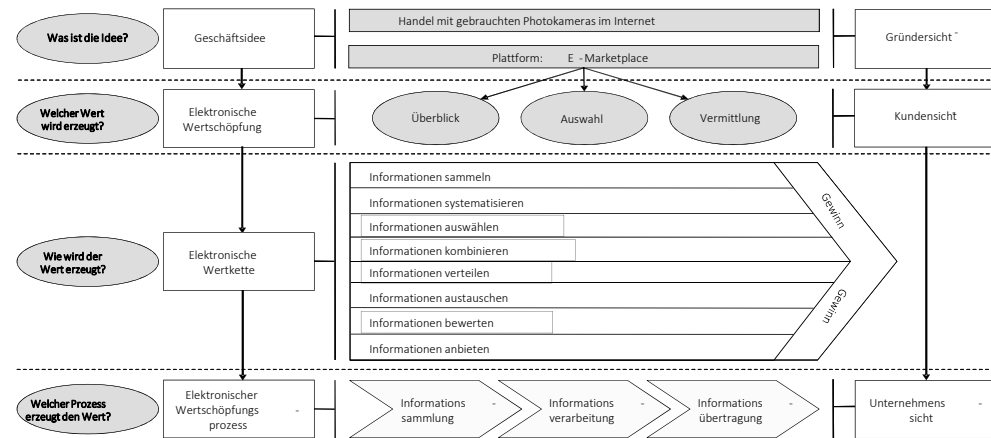 Was ist die Idee?
Geschäftsidee
Handel mit gebrauchten Photokameras im Internet
Plattform: E - Marketplace
Gründersicht -
Welcher Wert
wird erzeugt?
Elektronische
Wertschöpfung
Überblick
Auswahl
Vermittlung
Kundensicht
Wie wird der
Wert erzeugt?
Elektronische
Wertkette
Informationen sammeln
Informationen systematisieren
Informationen auswählen
Informationen kombinieren
Informationen verteilen
Informationen austauschen
Informationen bewerten
Informationen anbieten
Gewinn
Gewinn
Welcher Prozess
erzeugt den Wert?
Elektronischer
Wertschöpfungs -
prozess
Informations -
sammlung
Informations -
verarbeitung
Informations -
übertragung
Unternehmens -
sicht